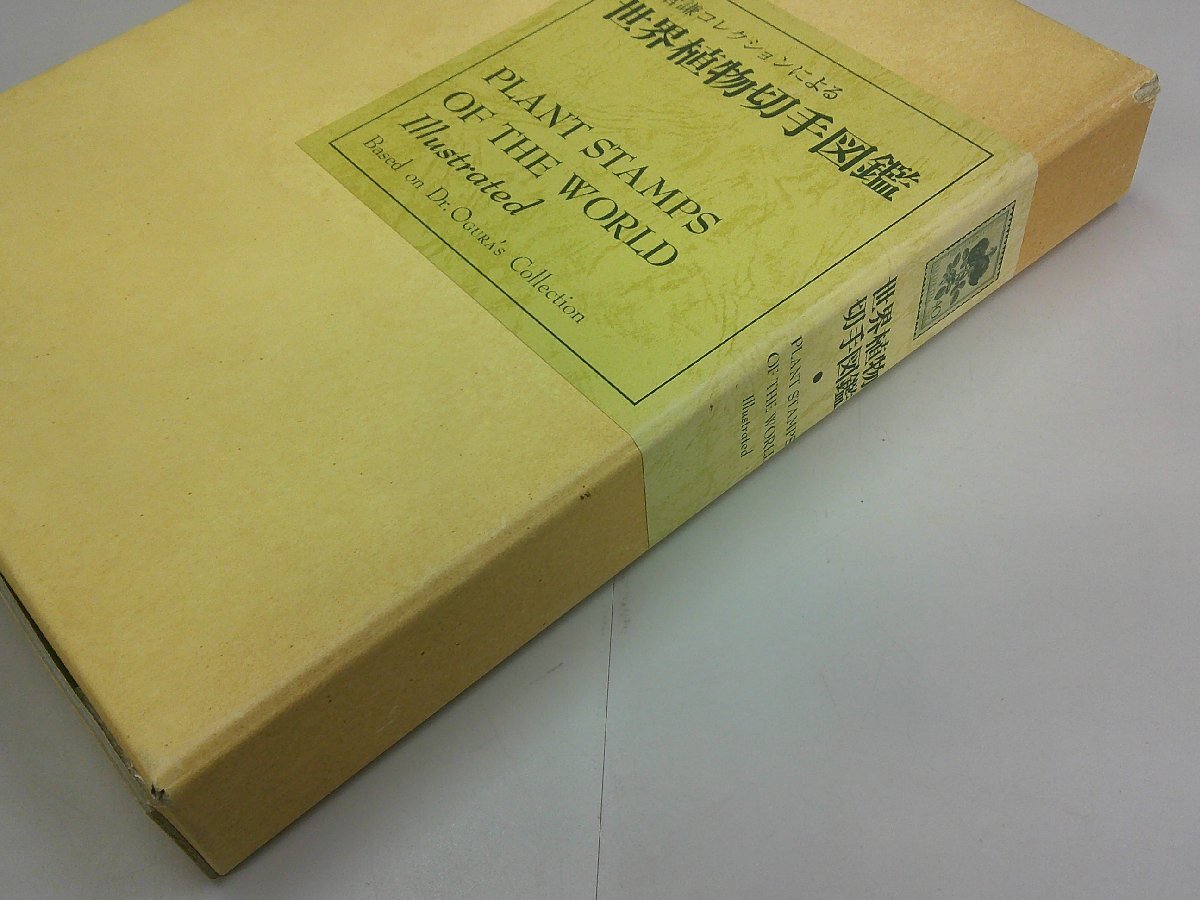 謙コレクションによる
世界植物切手図鑑
PLANT STAMPS
OF THE WORLD
Illustrated
Based on Dr. OGURA's Collection
世界植物
切手図鑑
●
PLANT STAMPS
OF THE WORLD
Illustrated